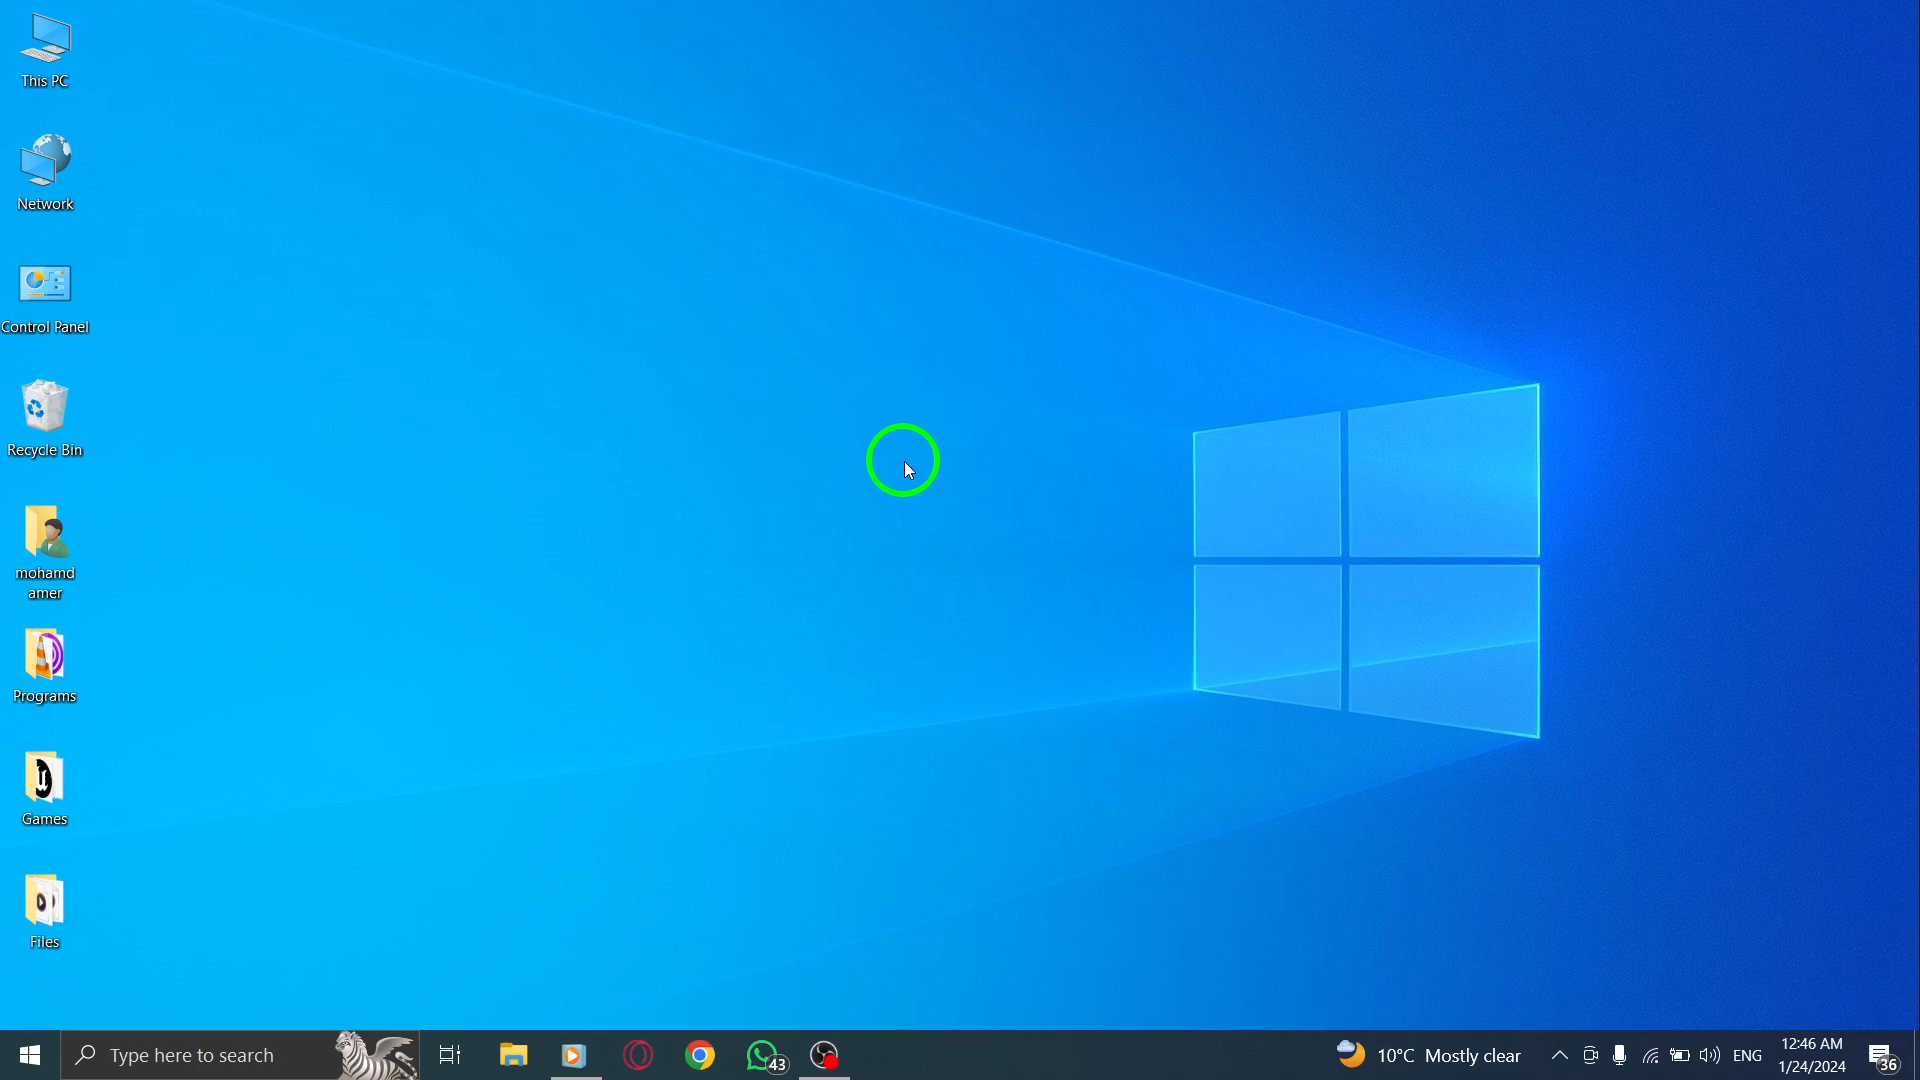 This PC
Network
Control Panel
Recycle Bin
mohamd
amer
Programs
Games
Files
Type here to search
43
10°C Mostly clear
ENG
12:46 AM
1/24/2024
36